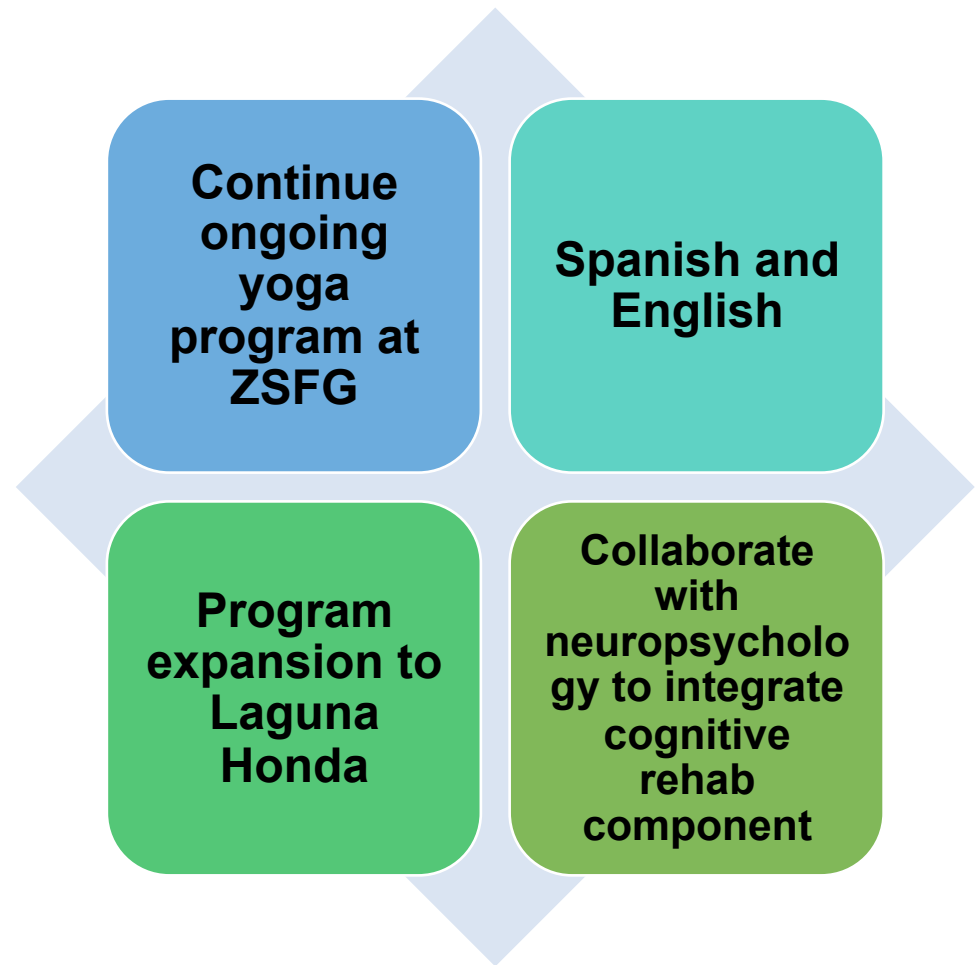 Continue
ongoing
yoga
program at
ZSFG
Spanish and
English
Program
expansion to
Laguna
Honda
Collaborate
with
neuropsycholo
gy to integrate
cognitive
rehab
component